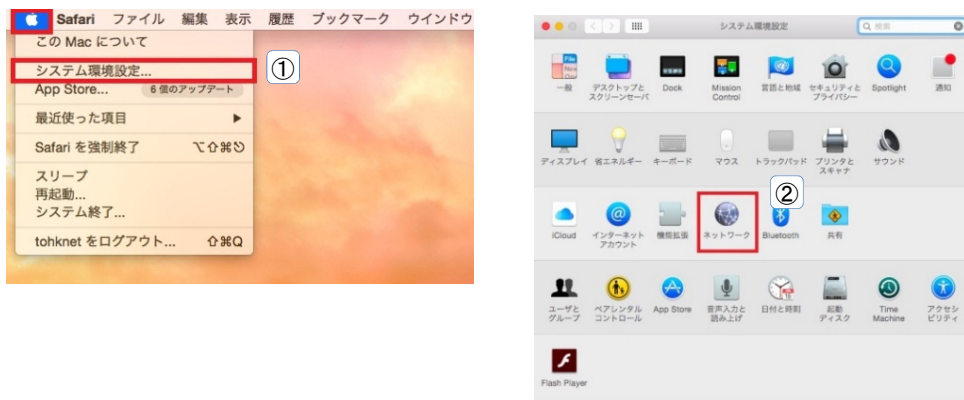 Safari ファイル 編集 表示 履歴 ブックマーク ウインドウ
この Mac について
システム環境設定...
①
App Store... 6 個のアップデート
最近使った項目 ▶
Safari を強制終了 ⌥⇧⌘⎋
スリープ
再起動...
システム終了...
tohknet をログアウト... ⇧⌘Q
システム環境設定
検索
File
New
一般
デスクトップと
スクリーンセーバ
Dock
Mission
Control
言語と地域
セキュリティと
プライバシー
Spotlight
通知
ディスプレイ
省エネルギー
キーボード
マウス
トラックパッド
プリンタと
スキャナ
サウンド
②
iCloud
インターネット
アカウント
機能拡張
ネットワーク
Bluetooth
共有
ユーザと
グループ
ペアレンタル
コントロール
App Store
音声入力と
読み上げ
日付と時刻
起動
ディスク
Time
Machine
アクセシ
ビリティ
Flash Player